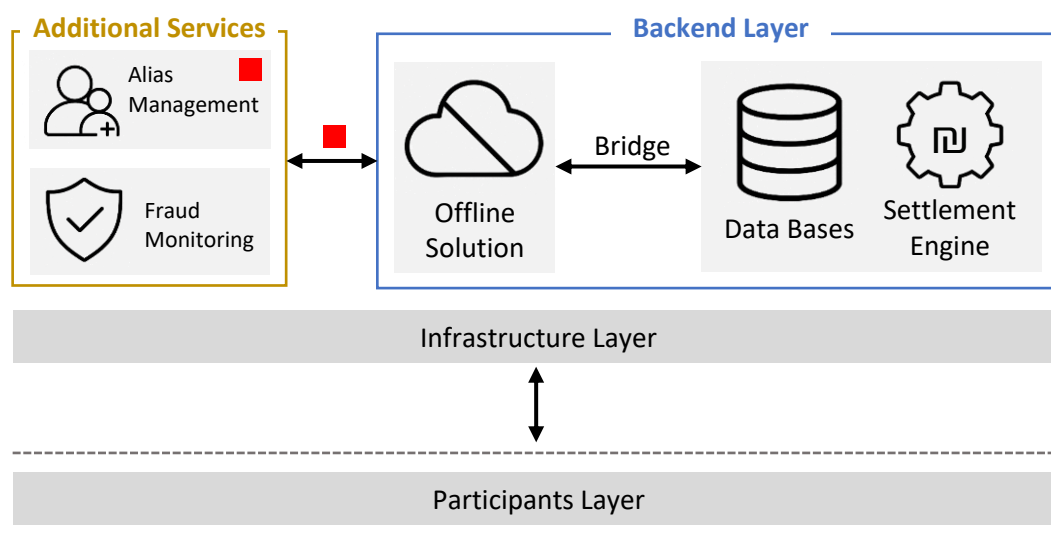 Additional Services
Backend Layer
Alias
Management
Fraud
Monitoring
Offline
Solution
Bridge
Data Bases
₪
Settlement
Engine
Infrastructure Layer
Participants Layer